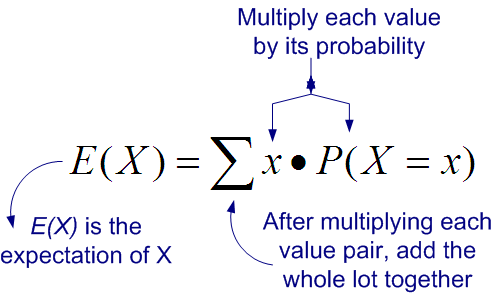 Multiply each value
by its probability
E(X) = ∑ x • P(X = x)
E(X) is the
expectation of X
After multiplying each
value pair, add the
whole lot together